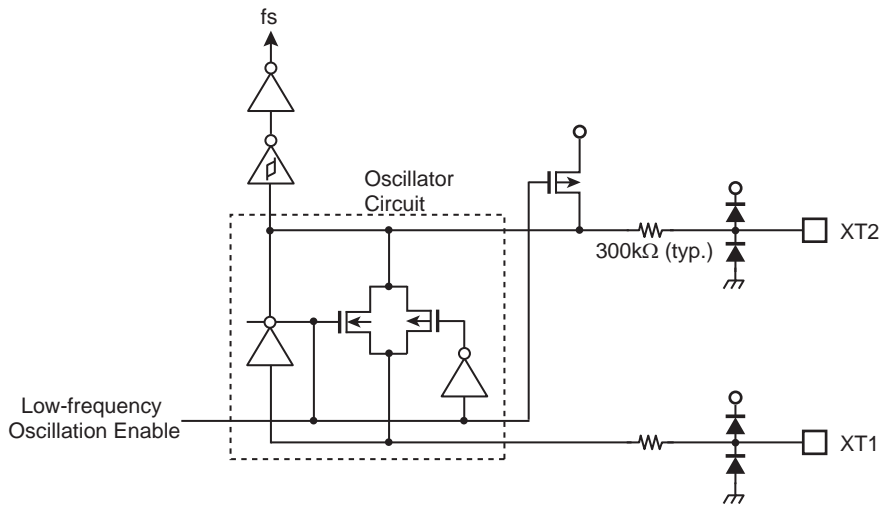 fs
Oscillator
Circuit
300kΩ (typ.)
XT2
Low-frequency
Oscillation Enable
XT1